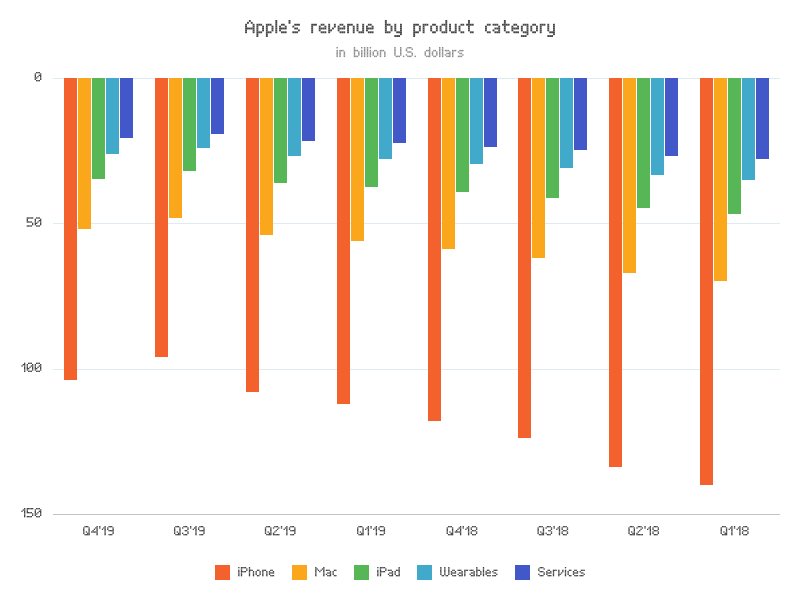 Apple's revenue by product category
in billion U.S. dollars
0
50
100
150
Q4'19 Q3'19 Q2'19 Q1'19 Q4'18 Q3'18 Q2'18 Q1'18
iPhone Mac iPad Wearables Services